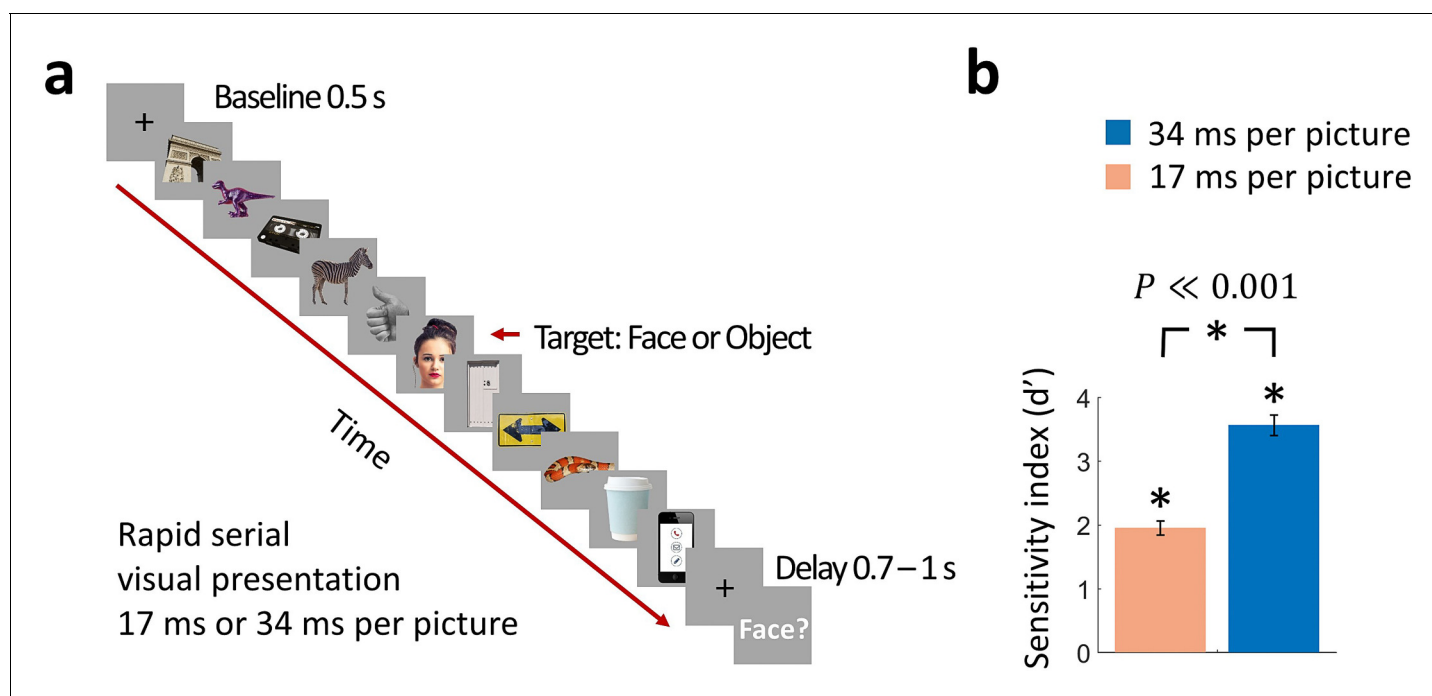 a
Baseline 0.5 s
Target: Face or Object
Time
Rapid serial
visual presentation
17 ms or 34 ms per picture
Delay 0.7 – 1 s
Face?
b
34 ms per picture
17 ms per picture
P ≪ 0.001
*
*
*
Sensitivity index (d’)
4
3
2
1
0